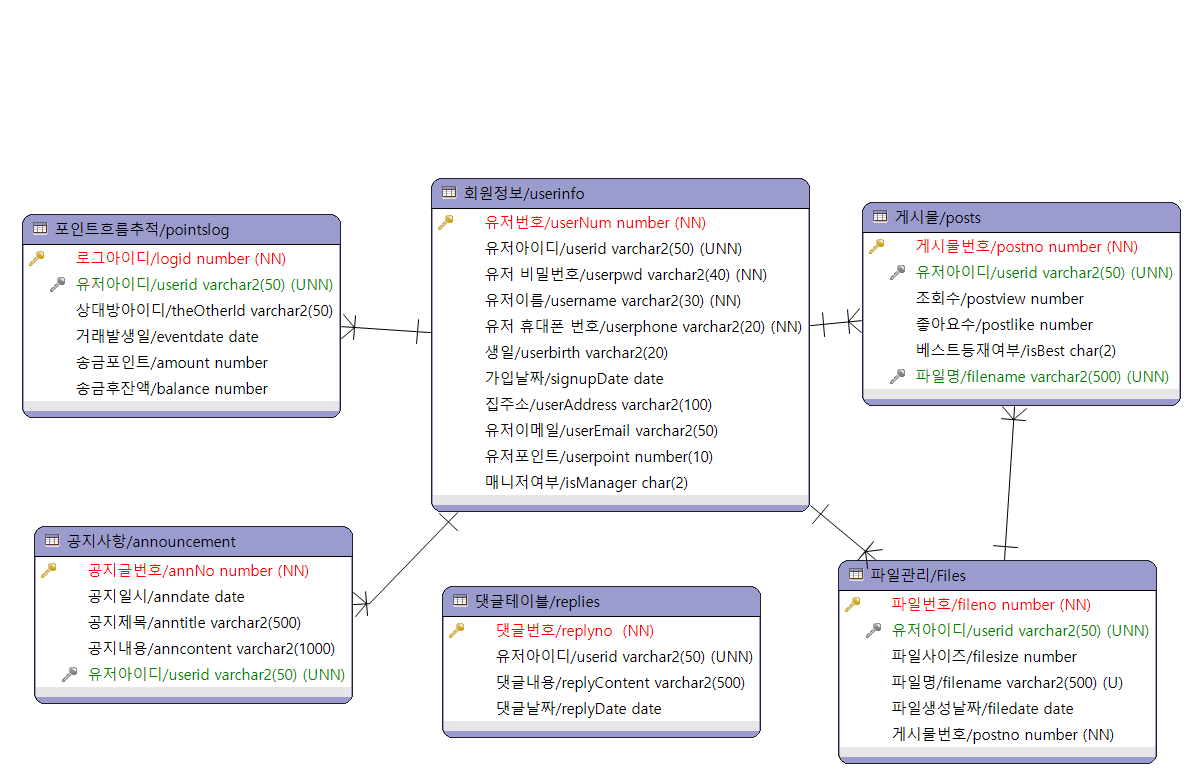 회원정보/userinfo
유저번호/userNum number (NN)
유저아이디/userid varchar2(50) (UNN)
유저 비밀번호/userpwd varchar2(40) (NN)
유저이름/username varchar2(30) (NN)
유저 휴대폰 번호/userphone varchar2(20) (NN)
생일/userbirth varchar2(20)
가입날짜/signupDate date
집주소/userAddress varchar2(100)
유저이메일/userEmail varchar2(50)
유저포인트/userpoint number(10)
매니저여부/isManager char(2)
포인트흐름추적/pointslog
로그아이디/logid number (NN)
유저아이디/userid varchar2(50) (UNN)
상대방아이디/theOtherId varchar2(50)
거래발생일/eventdate date
송금포인트/amount number
송금후잔액/balance number
게시물/posts
게시물번호/postno number (NN)
유저아이디/userid varchar2(50) (UNN)
조회수/postview number
좋아요수/postlike number
베스트등재여부/isBest char(2)
파일명/filename varchar2(500) (UNN)
공지사항/announcement
공지글번호/annNo number (NN)
공지일시/anndate date
공지제목/anntitle varchar2(500)
공지내용/anncontent varchar2(1000)
유저아이디/userid varchar2(50) (UNN)
댓글테이블/replies
댓글번호/replyno (NN)
유저아이디/userid varchar2(50) (UNN)
댓글내용/replyContent varchar2(500)
댓글날짜/replyDate date
파일관리/Files
파일번호/fileno number (NN)
유저아이디/userid varchar2(50) (UNN)
파일사이즈/filesize number
파일명/filename varchar2(500) (U)
파일생성날짜/filedate date
게시물번호/postno number (NN)